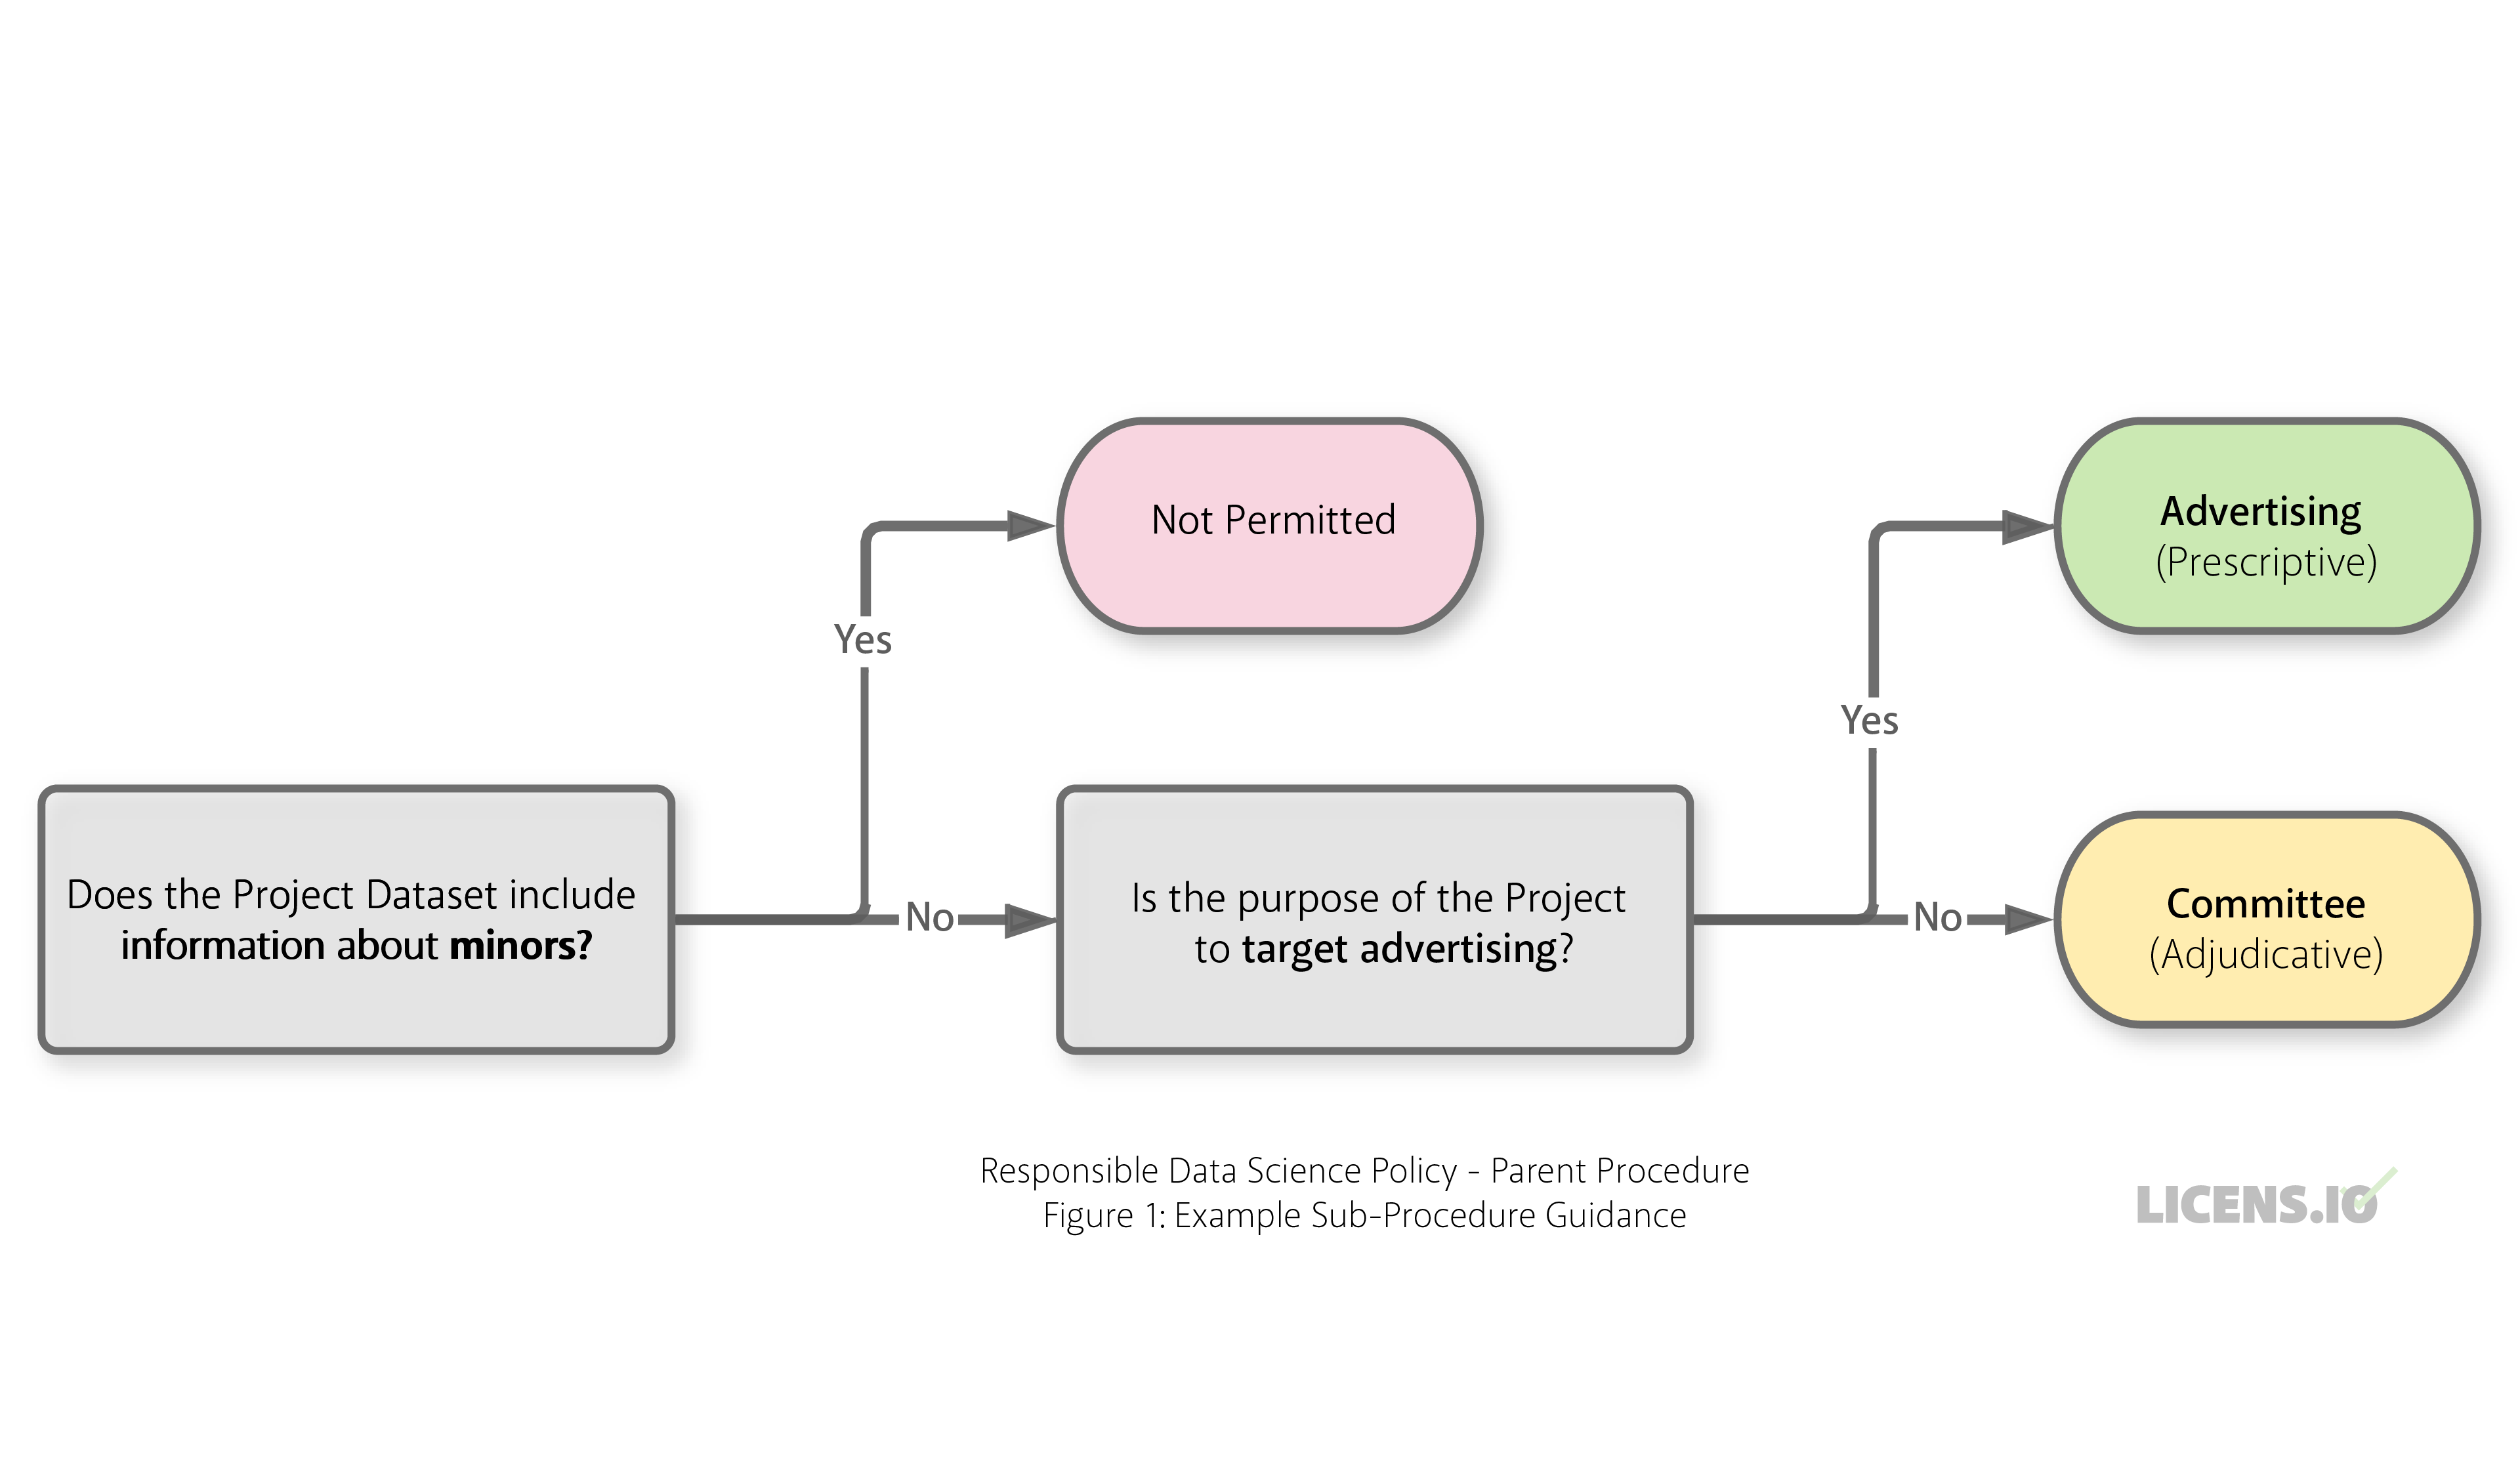 Not Permitted
Advertising
(Prescriptive)
Yes
Yes
Does the Project Dataset include
information about minors?
No
Is the purpose of the Project
to target advertising?
No
Committee
(Adjudicative)
Responsible Data Science Policy - Parent Procedure
Figure 1: Example Sub-Procedure Guidance
LICENS.IO